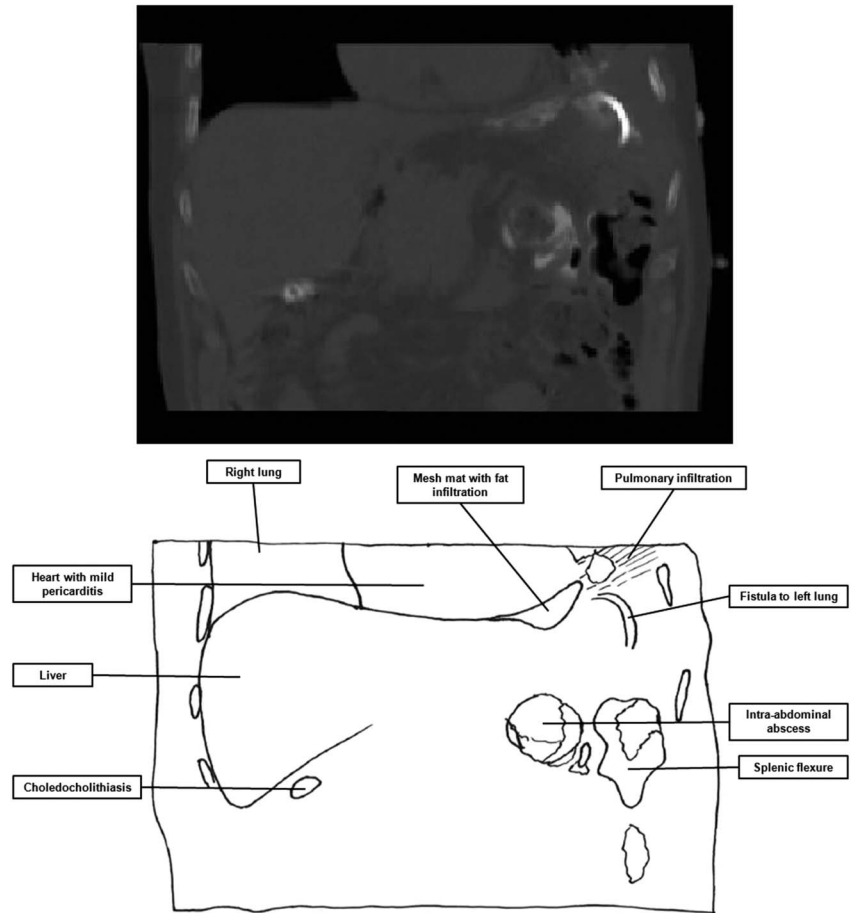 Right lung
Mesh mat with fat
infiltration
Pulmonary infiltration
Heart with mild
pericarditis
Fistula to left lung
Liver
Intra-abdominal
abscess
Splenic flexure
Choledocholithiasis